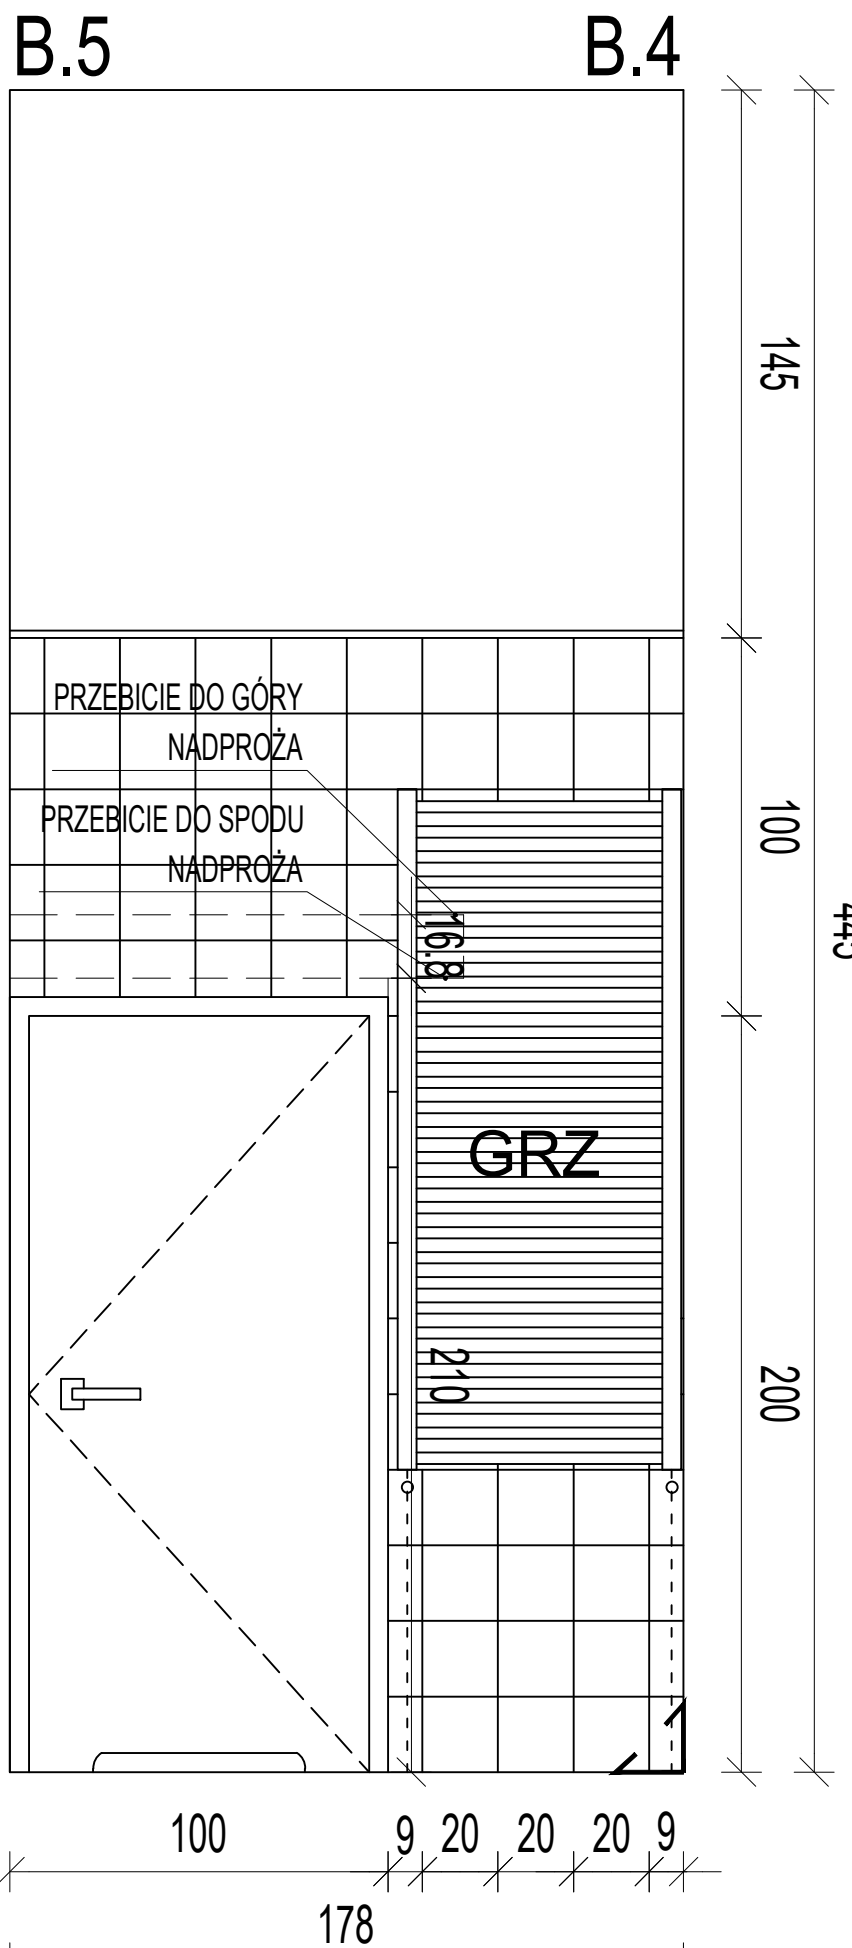 B.5 B.4
145
PRZEBICIE DO GÓRY
NADPROŻA
PRZEBICIE DO SPODU
NADPROŻA
100
445
16.8
GRZ
210
200
100 9 20 20 20 9
178